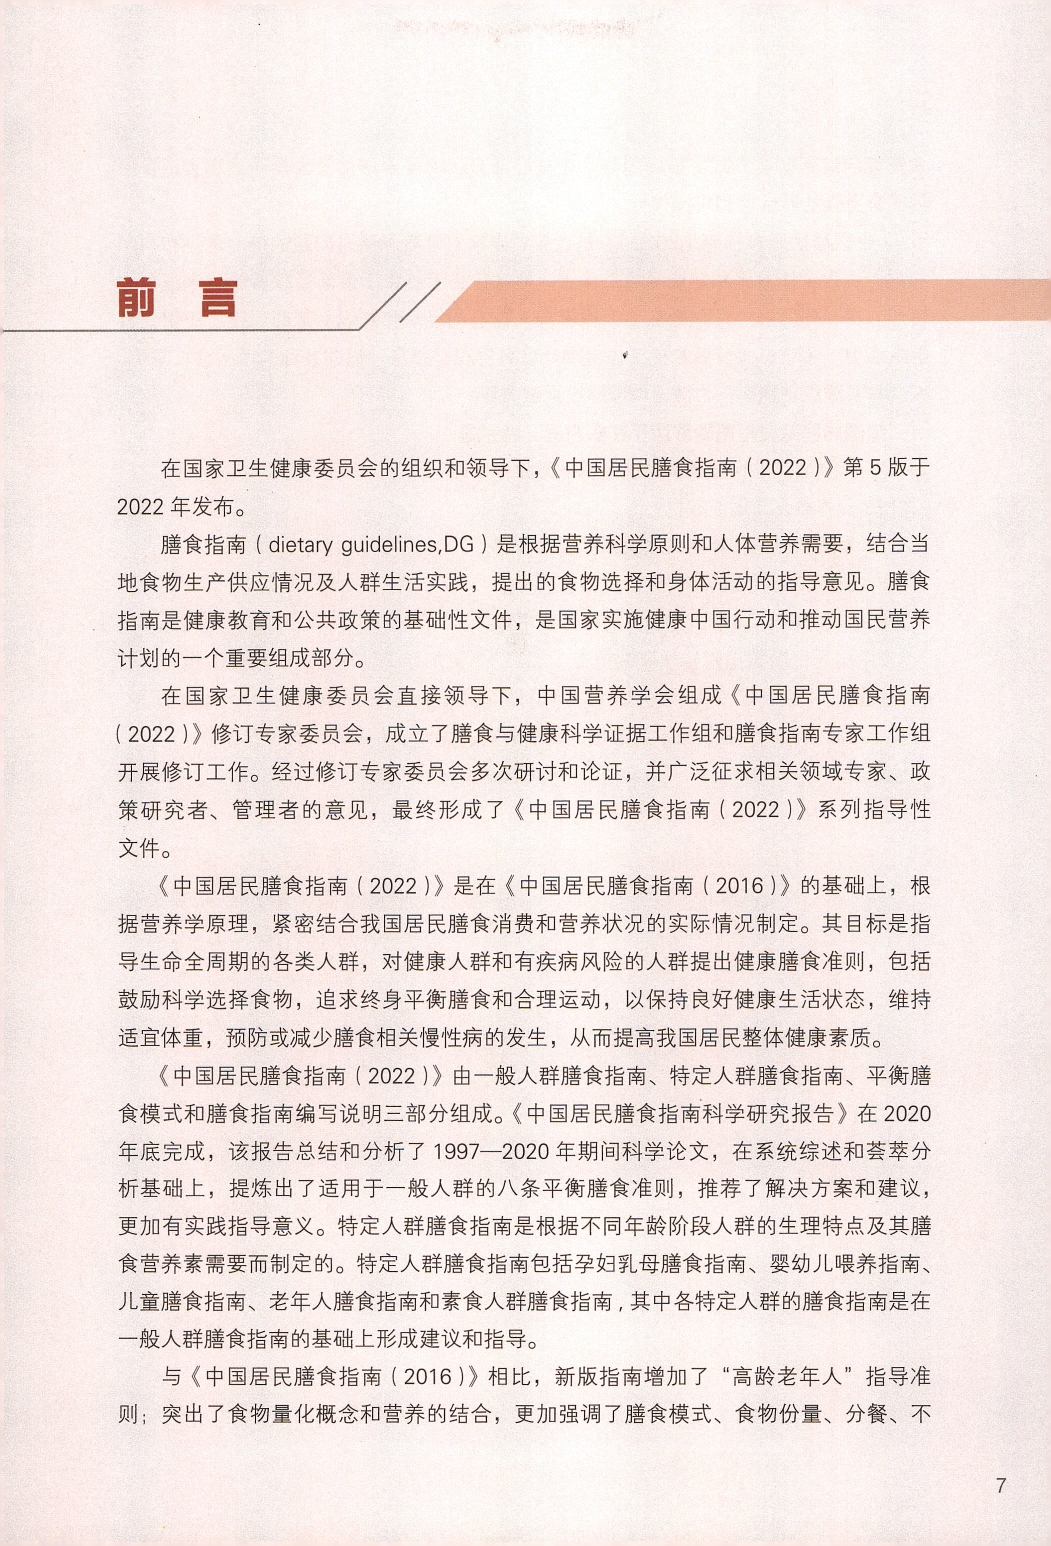 前 言
在国家卫生健康委员会的组织和领导下,《中国居民膳食指南(2022)》第 5 版于
2022 年发布。
膳食指南(dietary guidelines,DG)是根据营养科学原则和人体营养需要，结合当
地食物生产供应情况及人群生活实践，提出的食物选择和身体活动的指导意见。膳食
指南是健康教育和公共政策的基础性文件，是国家实施健康中国行动和推动国民营养
计划的一个重要组成部分。
在国家卫生健康委员会直接领导下，中国营养学会组成《中国居民膳食指南
(2022)》修订专家委员会，成立了膳食与健康科学证据工作组和膳食指南专家工作组
开展修订工作。经过修订专家委员会多次研讨和论证，并广泛征求相关领域专家、政
策研究者、管理者的意见，最终形成了《中国居民膳食指南(2022)》系列指导性
文件。
《中国居民膳食指南(2022)》是在《中国居民膳食指南(2016)》的基础上，根
据营养学原理，紧密结合我国居民膳食消费和营养状况的实际情况制定。其目标是指
导生命全周期的各类人群，对健康人群和有疾病风险的人群提出健康膳食准则，包括
鼓励科学选择食物，追求终身平衡膳食和合理运动，以保持良好健康生活状态，维持
适宜体重，预防或减少膳食相关慢性病的发生，从而提高我国居民整体健康素质。
《中国居民膳食指南(2022)》由一般人群膳食指南、特定人群膳食指南、平衡膳
食模式和膳食指南编写说明三部分组成。《中国居民膳食指南科学研究报告》在 2020
年底完成，该报告总结和分析了 1997—2020 年期间科学论文，在系统综述和荟萃分
析基础上，提炼出了适用于一般人群的八条平衡膳食准则，推荐了解决方案和建议，
更加有实践指导意义。特定人群膳食指南是根据不同年龄阶段人群的生理特点及其膳
食营养素需要而制定的。特定人群膳食指南包括孕妇乳母膳食指南、婴幼儿喂养指南、
儿童膳食指南、老年人膳食指南和素食人群膳食指南,其中各特定人群的膳食指南是在
一般人群膳食指南的基础上形成建议和指导。
与《中国居民膳食指南(2016)》相比，新版指南增加了“高龄老年人”指导准
则；突出了食物量化概念和营养的结合，更加强调了膳食模式、食物份量、分餐、不
7